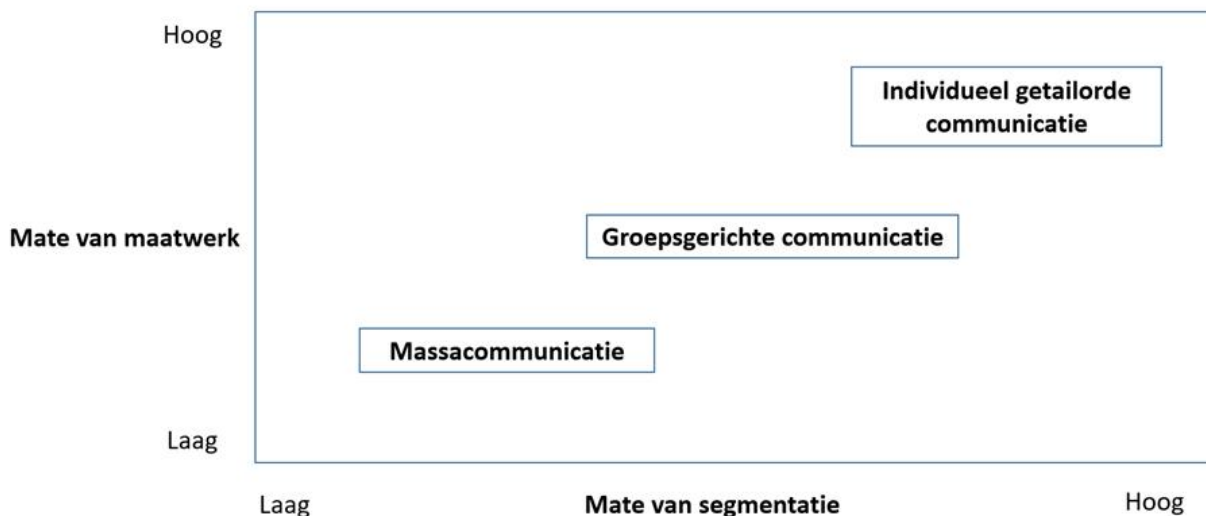 Hoog
Individueel getailorde
communicatie
Mate van maatwerk
Groepsgerichte communicatie
Massacommunicatie
Laag
Laag
Mate van segmentatie
Hoog